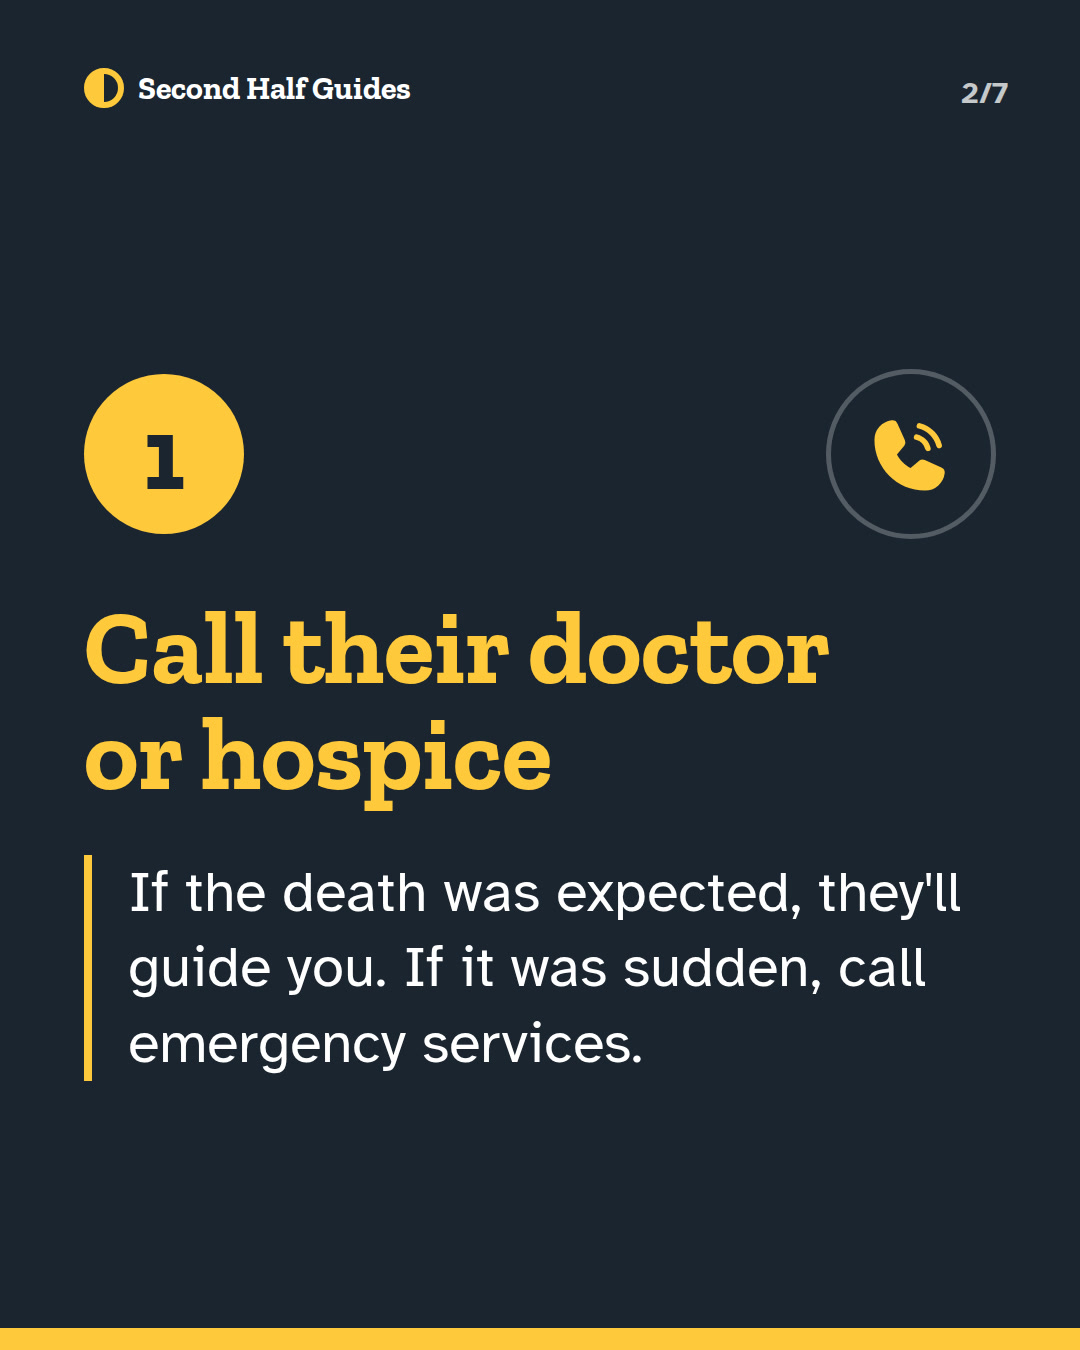 Second Half Guides
2/7
1
Call their doctor
or hospice
If the death was expected, they'll
guide you. If it was sudden, call
emergency services.